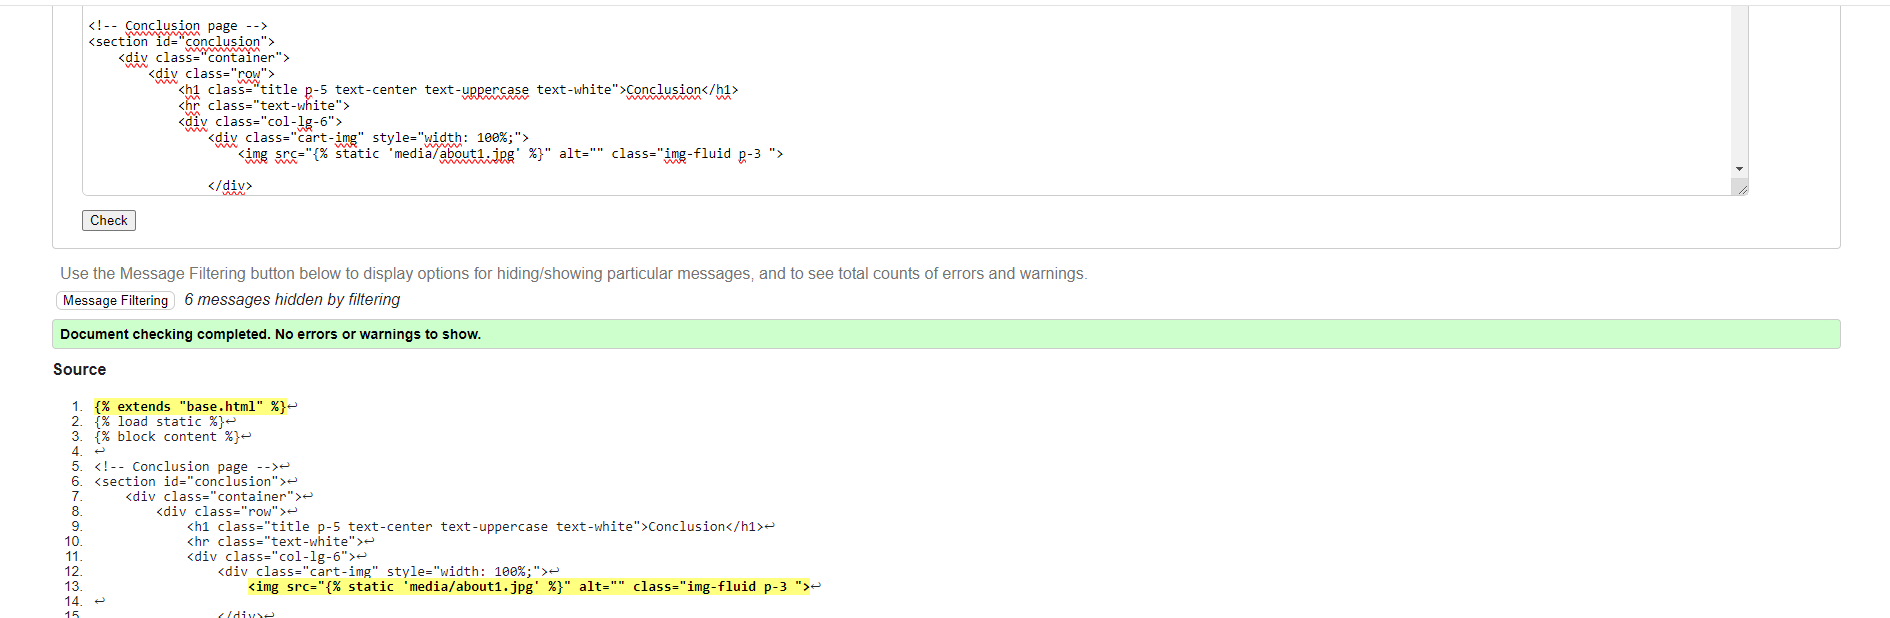 <!-- Conclusion page -->
<section id="conclusion">
<div class="container">
<div class="row">
<h1 class="title p-5 text-center text-uppercase text-white">Conclusion</h1>
<hr class="text-white">
<div class="col-lg-6">
<div class="cart-img" style="width: 100%;">
<img src="{% static 'media/about1.jpg' %}" alt="" class="img-fluid p-3 ">
</div>
Check
Use the Message Filtering button below to display options for hiding/showing particular messages, and to see total counts of errors and warnings.
Message Filtering 6 messages hidden by filtering
Document checking completed. No errors or warnings to show.
Source
1. {% extends "base.html" %}↩
2. {% load static %}↩
3. {% block content %}↩
4. ↩
5. <!-- Conclusion page -->↩
6. <section id="conclusion">↩
7. <div class="container">↩
8. <div class="row">↩
9. <h1 class="title p-5 text-center text-uppercase text-white">Conclusion</h1>↩
10. <hr class="text-white">↩
11. <div class="col-lg-6">↩
12. <div class="cart-img" style="width: 100%;">↩
13. <img src="{% static 'media/about1.jpg' %}" alt="" class="img-fluid p-3 ">↩
14. ↩
15. </div>↩